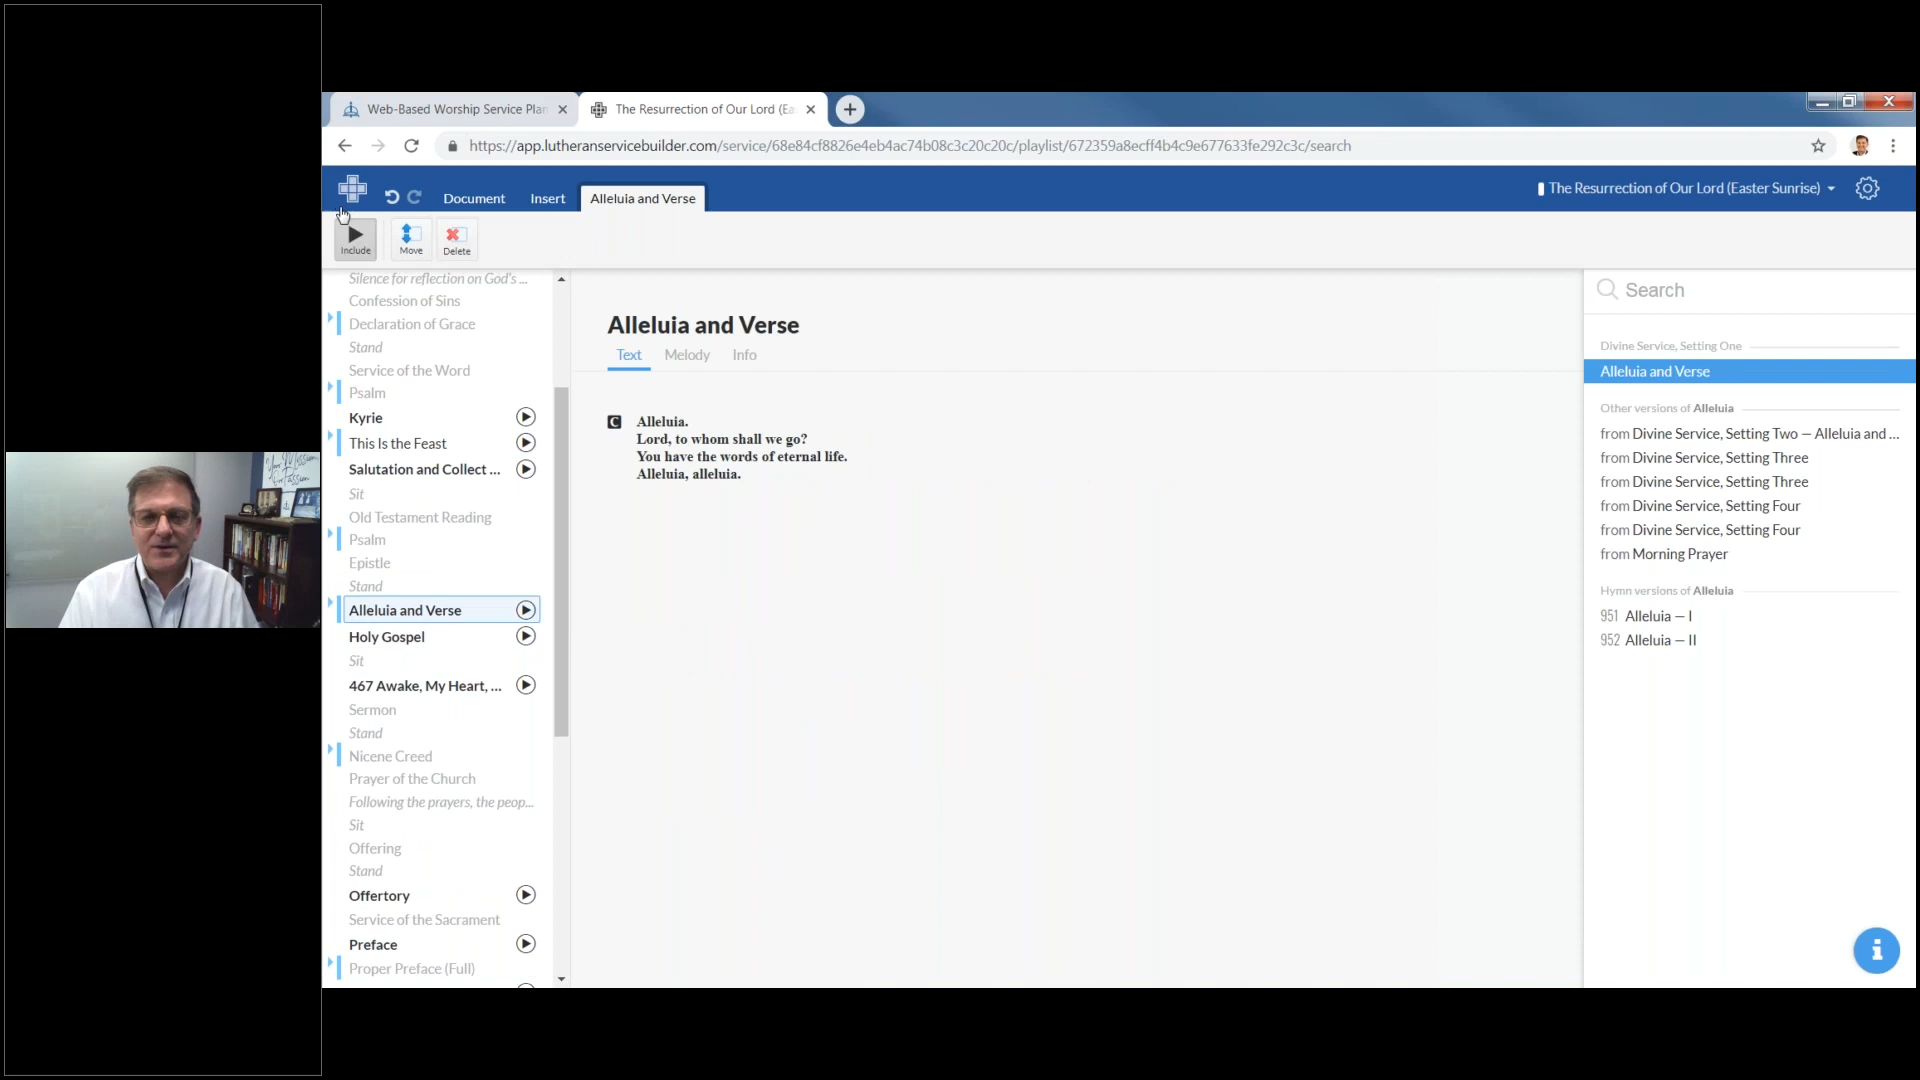 Web-Based Worship Service Plan
The Resurrection of Our Lord (Ea
https://app.lutheranservicebuilder.com/service/68e84cf8826e4eb4ac74b08c3c20c20c/playlist/672359a8ecff4b4c9e677633fe292c3c/search
Document
Insert
Alleluia and Verse
The Resurrection of Our Lord (Easter Sunrise)
Include
Move
Delete
Silence for reflection on God's ...
Confession of Sins
Declaration of Grace
Stand
Service of the Word
Psalm
Kyrie
This Is the Feast
Salutation and Collect ...
Sit
Old Testament Reading
Psalm
Epistle
Stand
Alleluia and Verse
Holy Gospel
Sit
467 Awake, My Heart, ...
Sermon
Stand
Nicene Creed
Prayer of the Church
Following the prayers, the peop...
Sit
Offering
Stand
Offertory
Service of the Sacrament
Preface
Proper Preface (Full)
Alleluia and Verse
Text
Melody
Info
C Alleluia.
Lord, to whom shall we go?
You have the words of eternal life.
Alleluia, alleluia.
Search
Divine Service, Setting One
Alleluia and Verse
Other versions of Alleluia
from Divine Service, Setting Two — Alleluia and ...
from Divine Service, Setting Three
from Divine Service, Setting Three
from Divine Service, Setting Four
from Divine Service, Setting Four
from Morning Prayer
Hymn versions of Alleluia
951 Alleluia — I
952 Alleluia — II